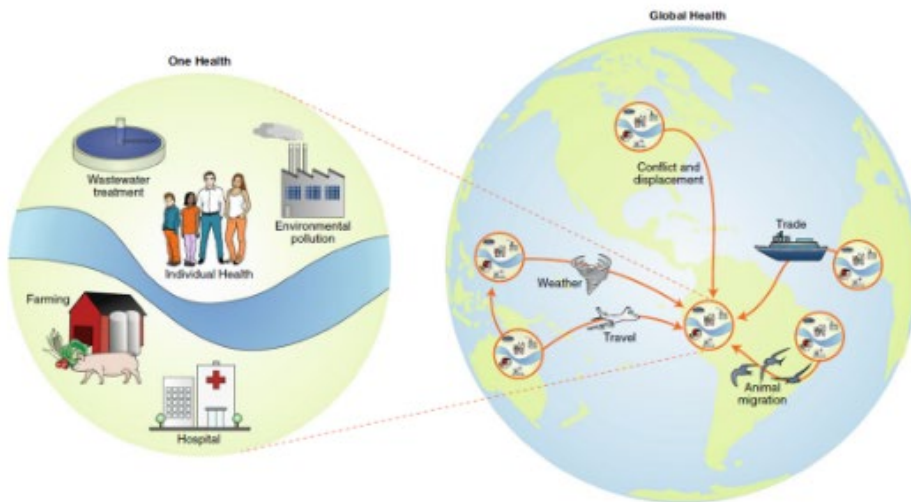 One Health
Wastewater
treatment
Individual Health
Environmental
pollution
Farming
Hospital
Global Health
Conflict and
displacement
Trade
Weather
Travel
Animal
migration